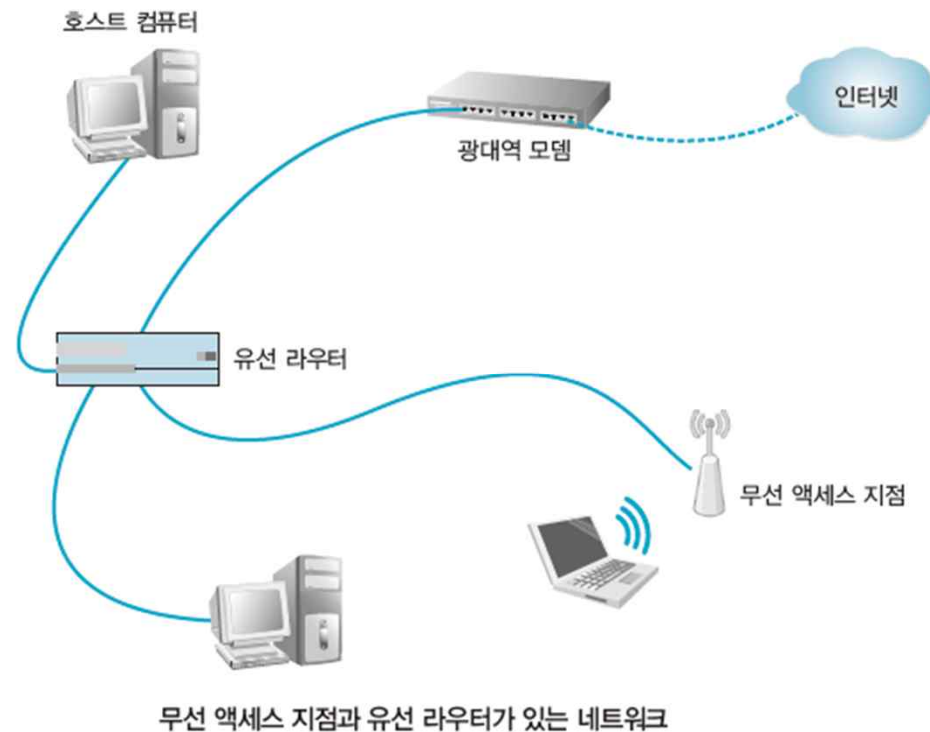 호스트 컴퓨터
인터넷
광대역 모뎀
유선 라우터
무선 액세스 지점
무선 액세스 지점과 유선 라우터가 있는 네트워크